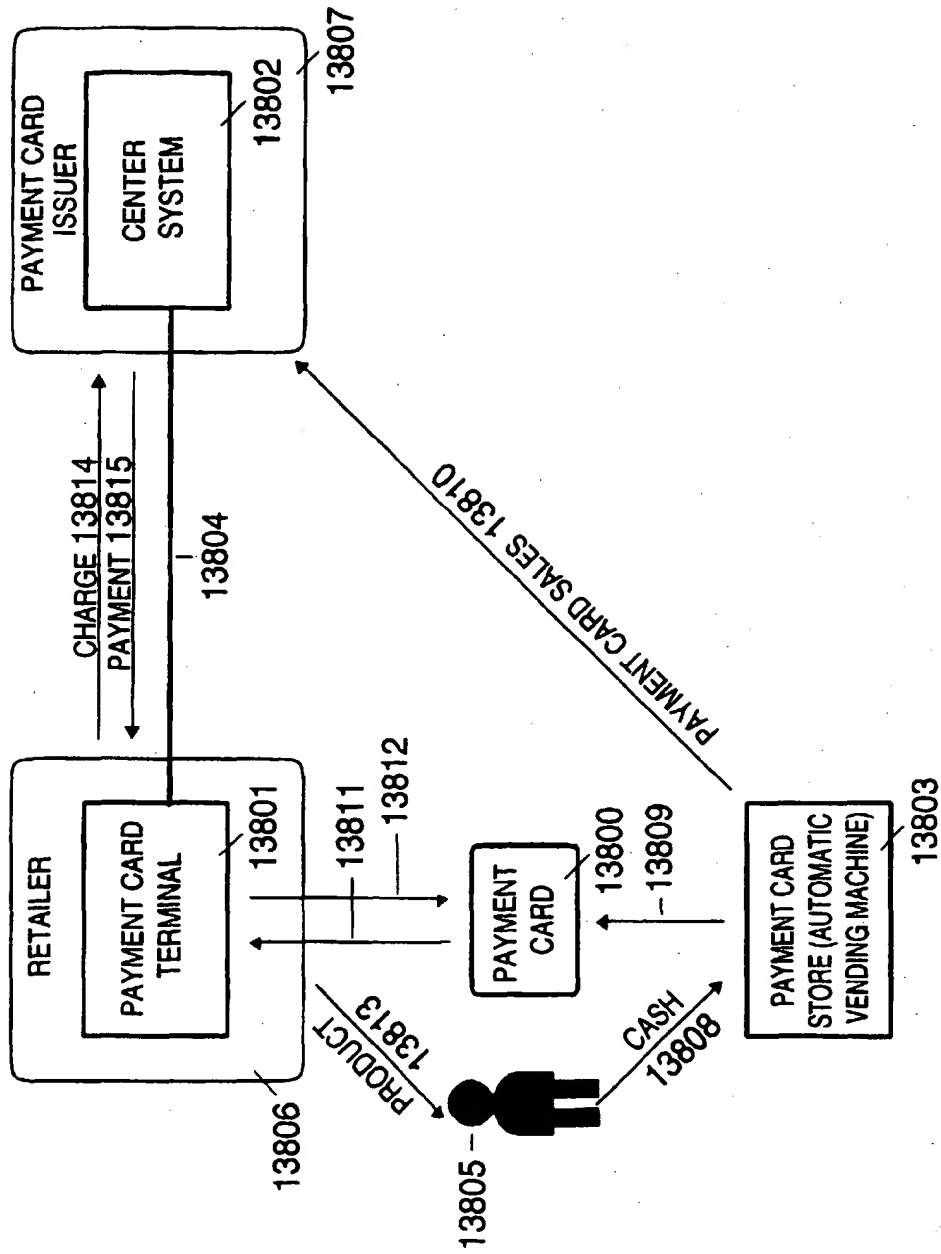 RETAILER
PAYMENT CARD
TERMINAL
13801
13806
CHARGE 13814
PAYMENT 13815
13804
PAYMENT CARD
ISSUER
CENTER
SYSTEM
13802
13807
13811
13812
PRODUCT
13813
13805
PAYMENT
CARD
13800
13809
CASH
13808
PAYMENT CARD
STORE (AUTOMATIC
VENDING MACHINE)
13803
PAYMENT CARD SALES 13810